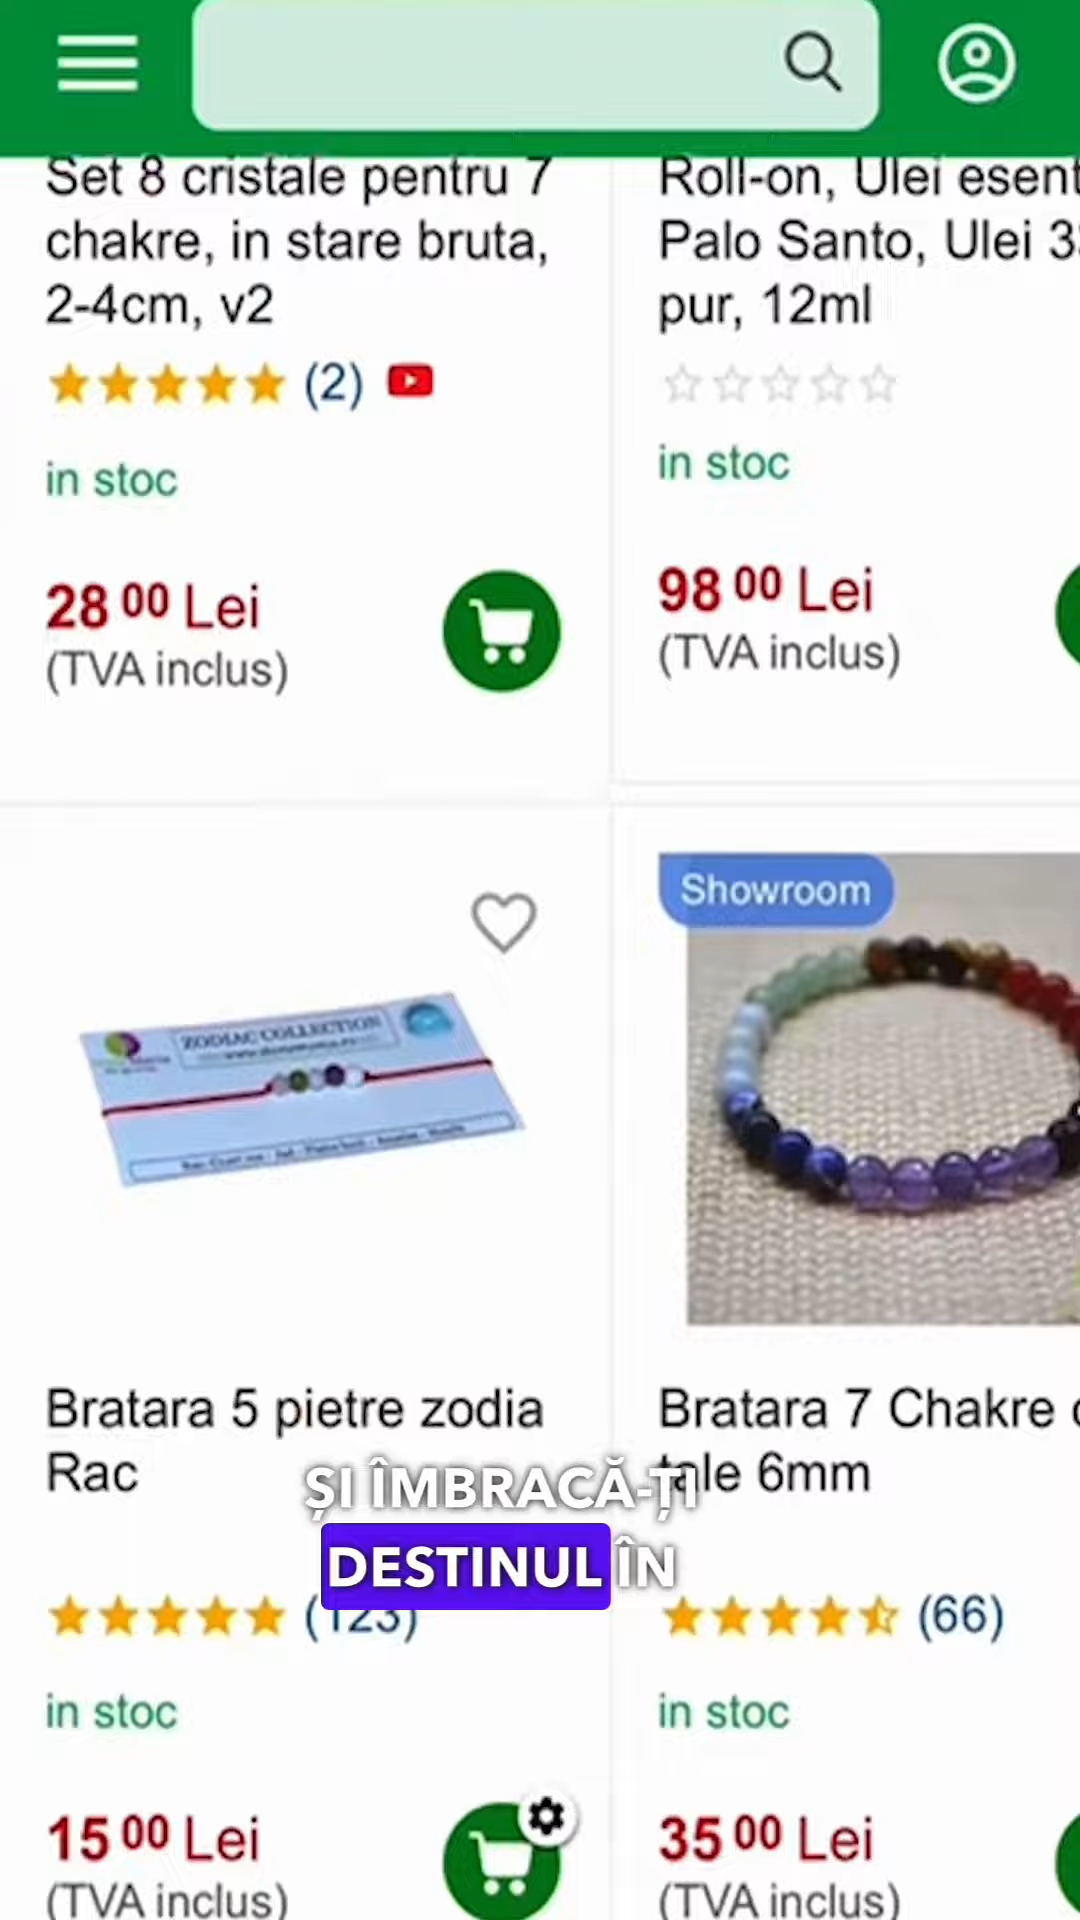 Set 8 cristale pentru 7
chakre, in stare bruta,
2-4cm, v2
(2)
in stoc
28 00 Lei
(TVA inclus)
Roll-on, Ulei esent
Palo Santo, Ulei 3
pur, 12ml
in stoc
98 00 Lei
(TVA inclus)
ZODIAC COLLECTION
Bratara 5 pietre zodia
Rac
(123)
in stoc
15 00 Lei
(TVA inclus)
Showroom
Bratara 7 Chakre
tale 6mm
(66)
in stoc
35 00 Lei
(TVA inclus)
ȘI ÎMBRACĂ-ȚI
DESTINUL ÎN